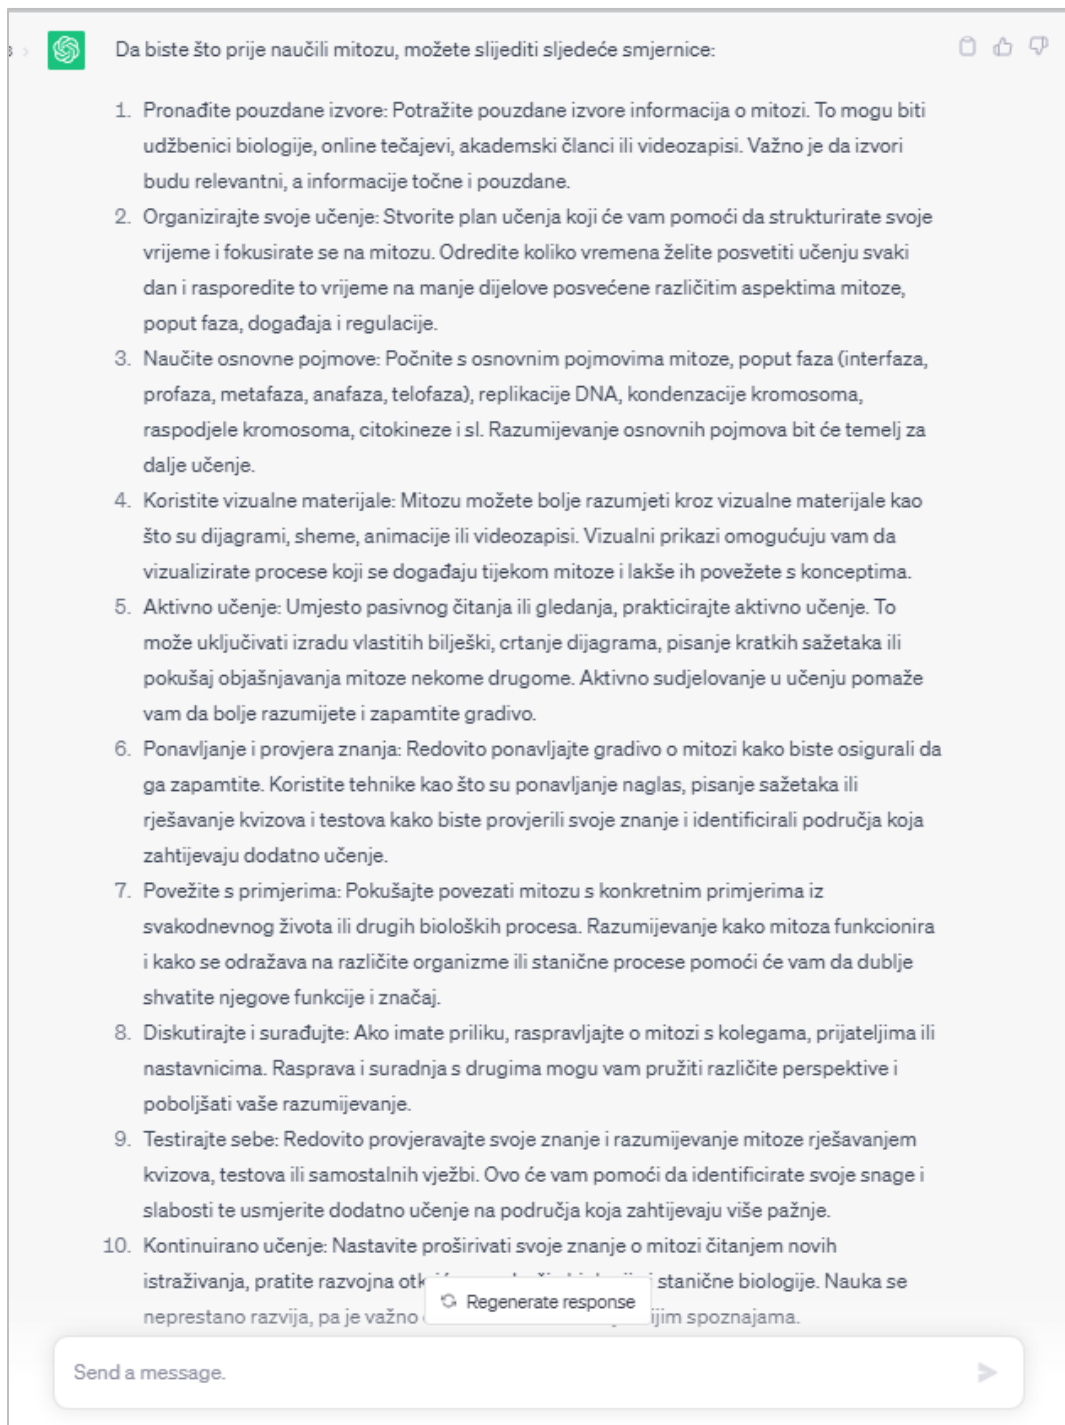 Da biste što prije naučili mitozu, možete slijediti sljedeće smjernice:
1. Pronađite pouzdane izvore: Potražite pouzdane izvore informacija o mitozi. To mogu biti
udžbenici biologije, online tečajevi, akademski članci ili videozapisi. Važno je da izvori
budu relevantni, a informacije točne i pouzdane.
2. Organizirajte svoje učenje: Stvorite plan učenja koji će vam pomoći da strukturirate svoje
vrijeme i fokusirate se na mitozu. Odredite koliko vremena želite posvetiti učenju svaki
dan i rasporedite to vrijeme na manje dijelove posvećene različitim aspektima mitoze,
poput faza, događaja i regulacije.
3. Naučite osnovne pojmove: Počnite s osnovnim pojmovima mitoze, poput faza (interfaza,
profaza, metafaza, anafaza, telofaza), replikacije DNA, kondenzacije kromosoma,
raspodjele kromosoma, citokineze i sl. Razumijevanje osnovnih pojmova bit će temelj za
dalje učenje.
4. Koristite vizualne materijale: Mitozu možete bolje razumjeti kroz vizualne materijale kao
što su dijagrami, sheme, animacije ili videozapisi. Vizualni prikazi omogućuju vam da
vizualizirate procese koji se događaju tijekom mitoze i lakše ih povežete s konceptima.
5. Aktivno učenje: Umjesto pasivnog čitanja ili gledanja, prakticirajte aktivno učenje. To
može uključivati izradu vlastitih bilješki, crtanje dijagrama, pisanje kratkih sažetaka ili
pokušaj objašnjavanja mitoze nekome drugome. Aktivno sudjelovanje u učenju pomaže
vam da bolje razumijete i zapamtite gradivo.
6. Ponavljanje i provjera znanja: Redovito ponavljajte gradivo o mitozi kako biste osigurali da
ga zapamtite. Koristite tehnike kao što su ponavljanje naglas, pisanje sažetaka ili
rješavanje kvizova i testova kako biste provjerili svoje znanje i identificirali područja koja
zahtijevaju dodatno učenje.
7. Povežite s primjerima: Pokušajte povezati mitozu s konkretnim primjerima iz
svakodnevnog života ili drugih bioloških procesa. Razumijevanje kako mitoza funkcionira
i kako se odražava na različite organizme ili stanične procese pomoći će vam da dublje
shvatite njegove funkcije i značaj.
8. Diskutirajte i surađujte: Ako imate priliku, raspravljajte o mitozi s kolegama, prijateljima ili
nastavnicima. Rasprava i suradnja s drugima mogu vam pružiti različite perspektive i
poboljšati vaše razumijevanje.
9. Testirajte sebe: Redovito provjeravajte svoje znanje i razumijevanje mitoze rješavanjem
kvizova, testova ili samostalnih vježbi. Ovo će vam pomoći da identificirate svoje snage i
slabosti te usmjerite dodatno učenje na područja koja zahtijevaju više pažnje.
10. Kontinuirano učenje: Nastavite proširivati svoje znanje o mitozi čitanjem novih
istraživanja, pratite razvojna stanične biologije. Nauka se
Regenerate response
neprestano razvija, pa je važno spoznajama.
Send a message.